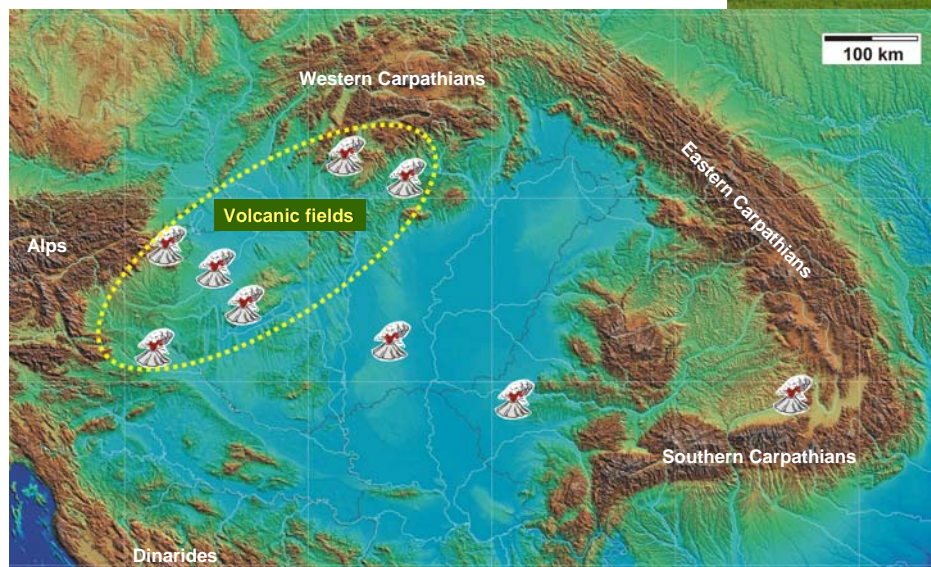 100 km
Western Carpathians
Eastern Carpathians
Volcanic fields
Alps
Southern Carpathians
Dinarides